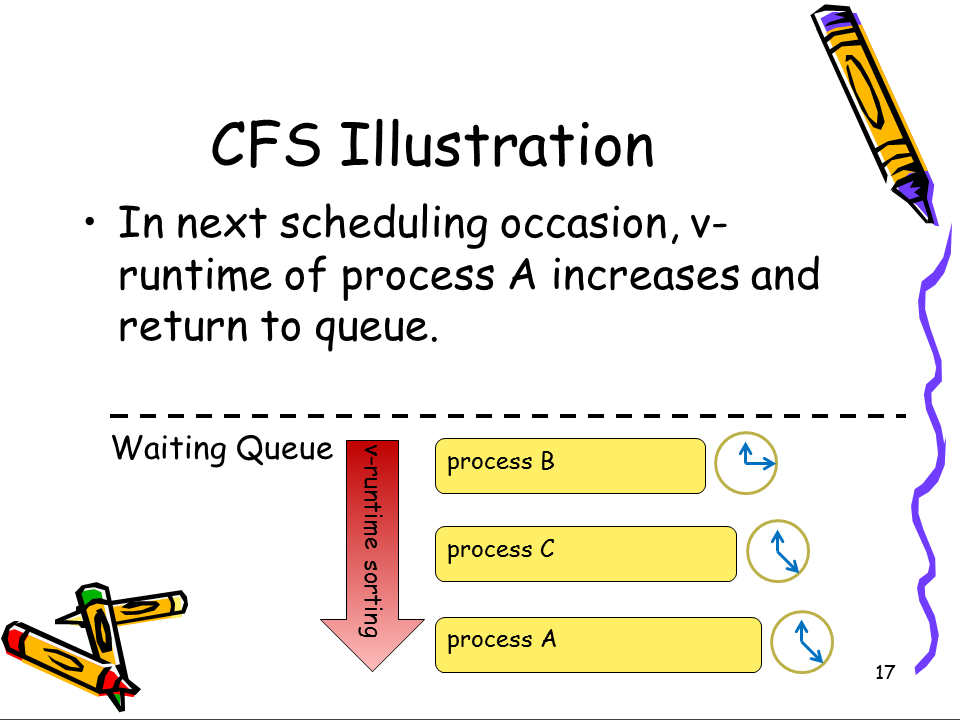 CFS Illustration
• In next scheduling occasion, v-
runtime of process A increases and
return to queue.
Waiting Queue
v-runtime sorting
process B
process C
process A
17